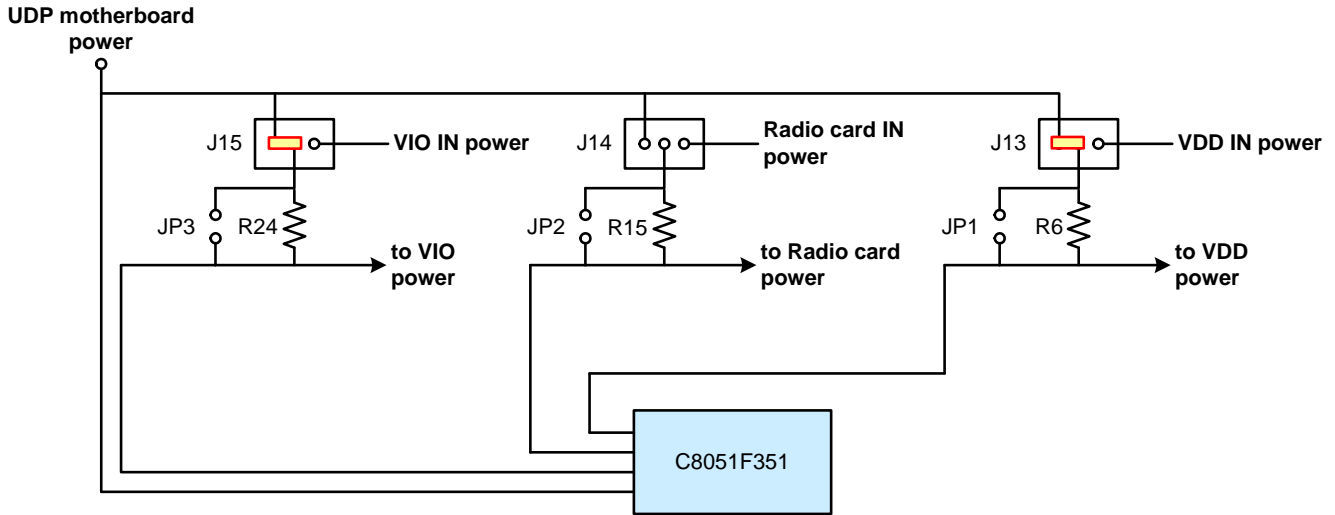 UDP motherboard
power
J15
VIO IN power
J14
Radio card IN
power
J13
VDD IN power
JP3
R24
JP2
R15
JP1
R6
to VIO
power
to Radio card
power
to VDD
power
C8051F351